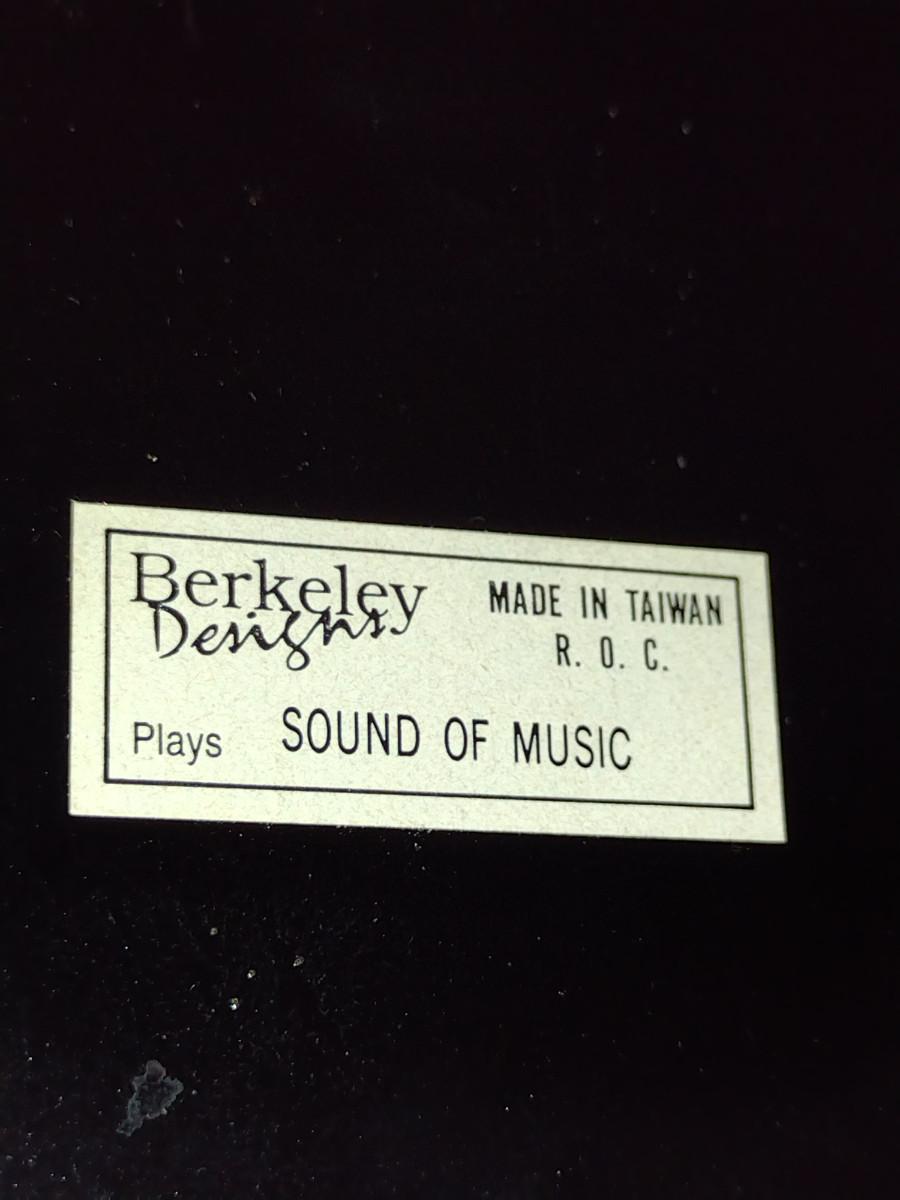 Berkeley
Designs
MADE IN TAIWAN
R. O. C.
Plays SOUND OF MUSIC